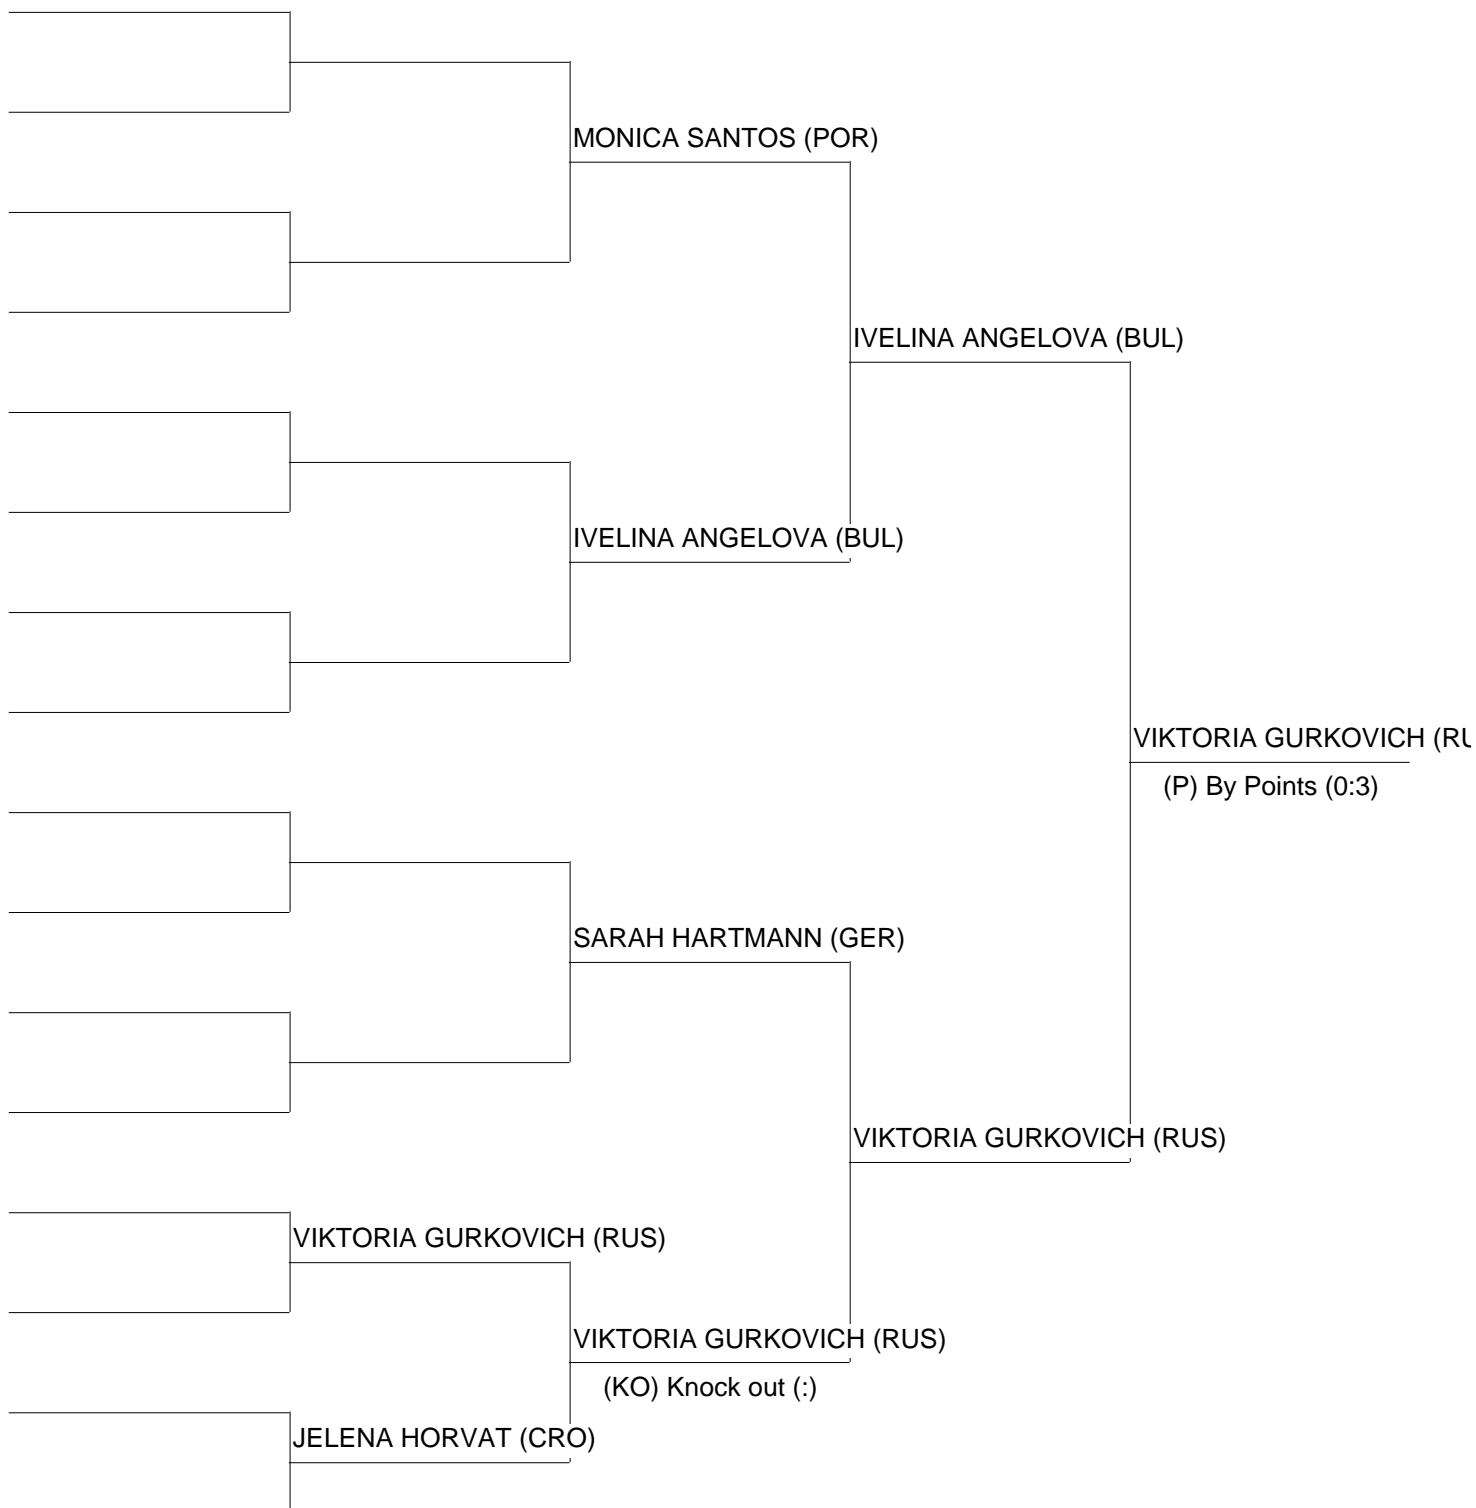 MONICA SANTOS (POR)
IVELINA ANGELOVA (BUL)
IVELINA ANGELOVA (BUL)
VIKTORIA GURKOVICH (RU
(P) By Points (0:3)
SARAH HARTMANN (GER)
VIKTORIA GURKOVICH (RUS)
VIKTORIA GURKOVICH (RUS)
VIKTORIA GURKOVICH (RUS)
(KO) Knock out (:)
JELENA HORVAT (CRO)